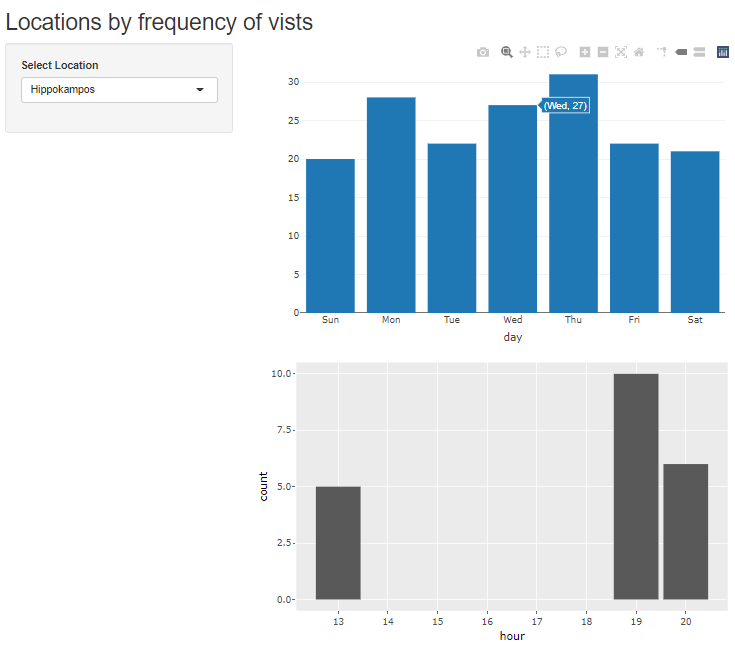 Locations by frequency of vists
Select Location
Hippokampos
30
25
20
15
10
5
0
(Wed, 27)
Sun Mon Tue Wed Thu Fri Sat
day
10.0
7.5
5.0
2.5
0.0
count
13 14 15 16 17 18 19 20
hour